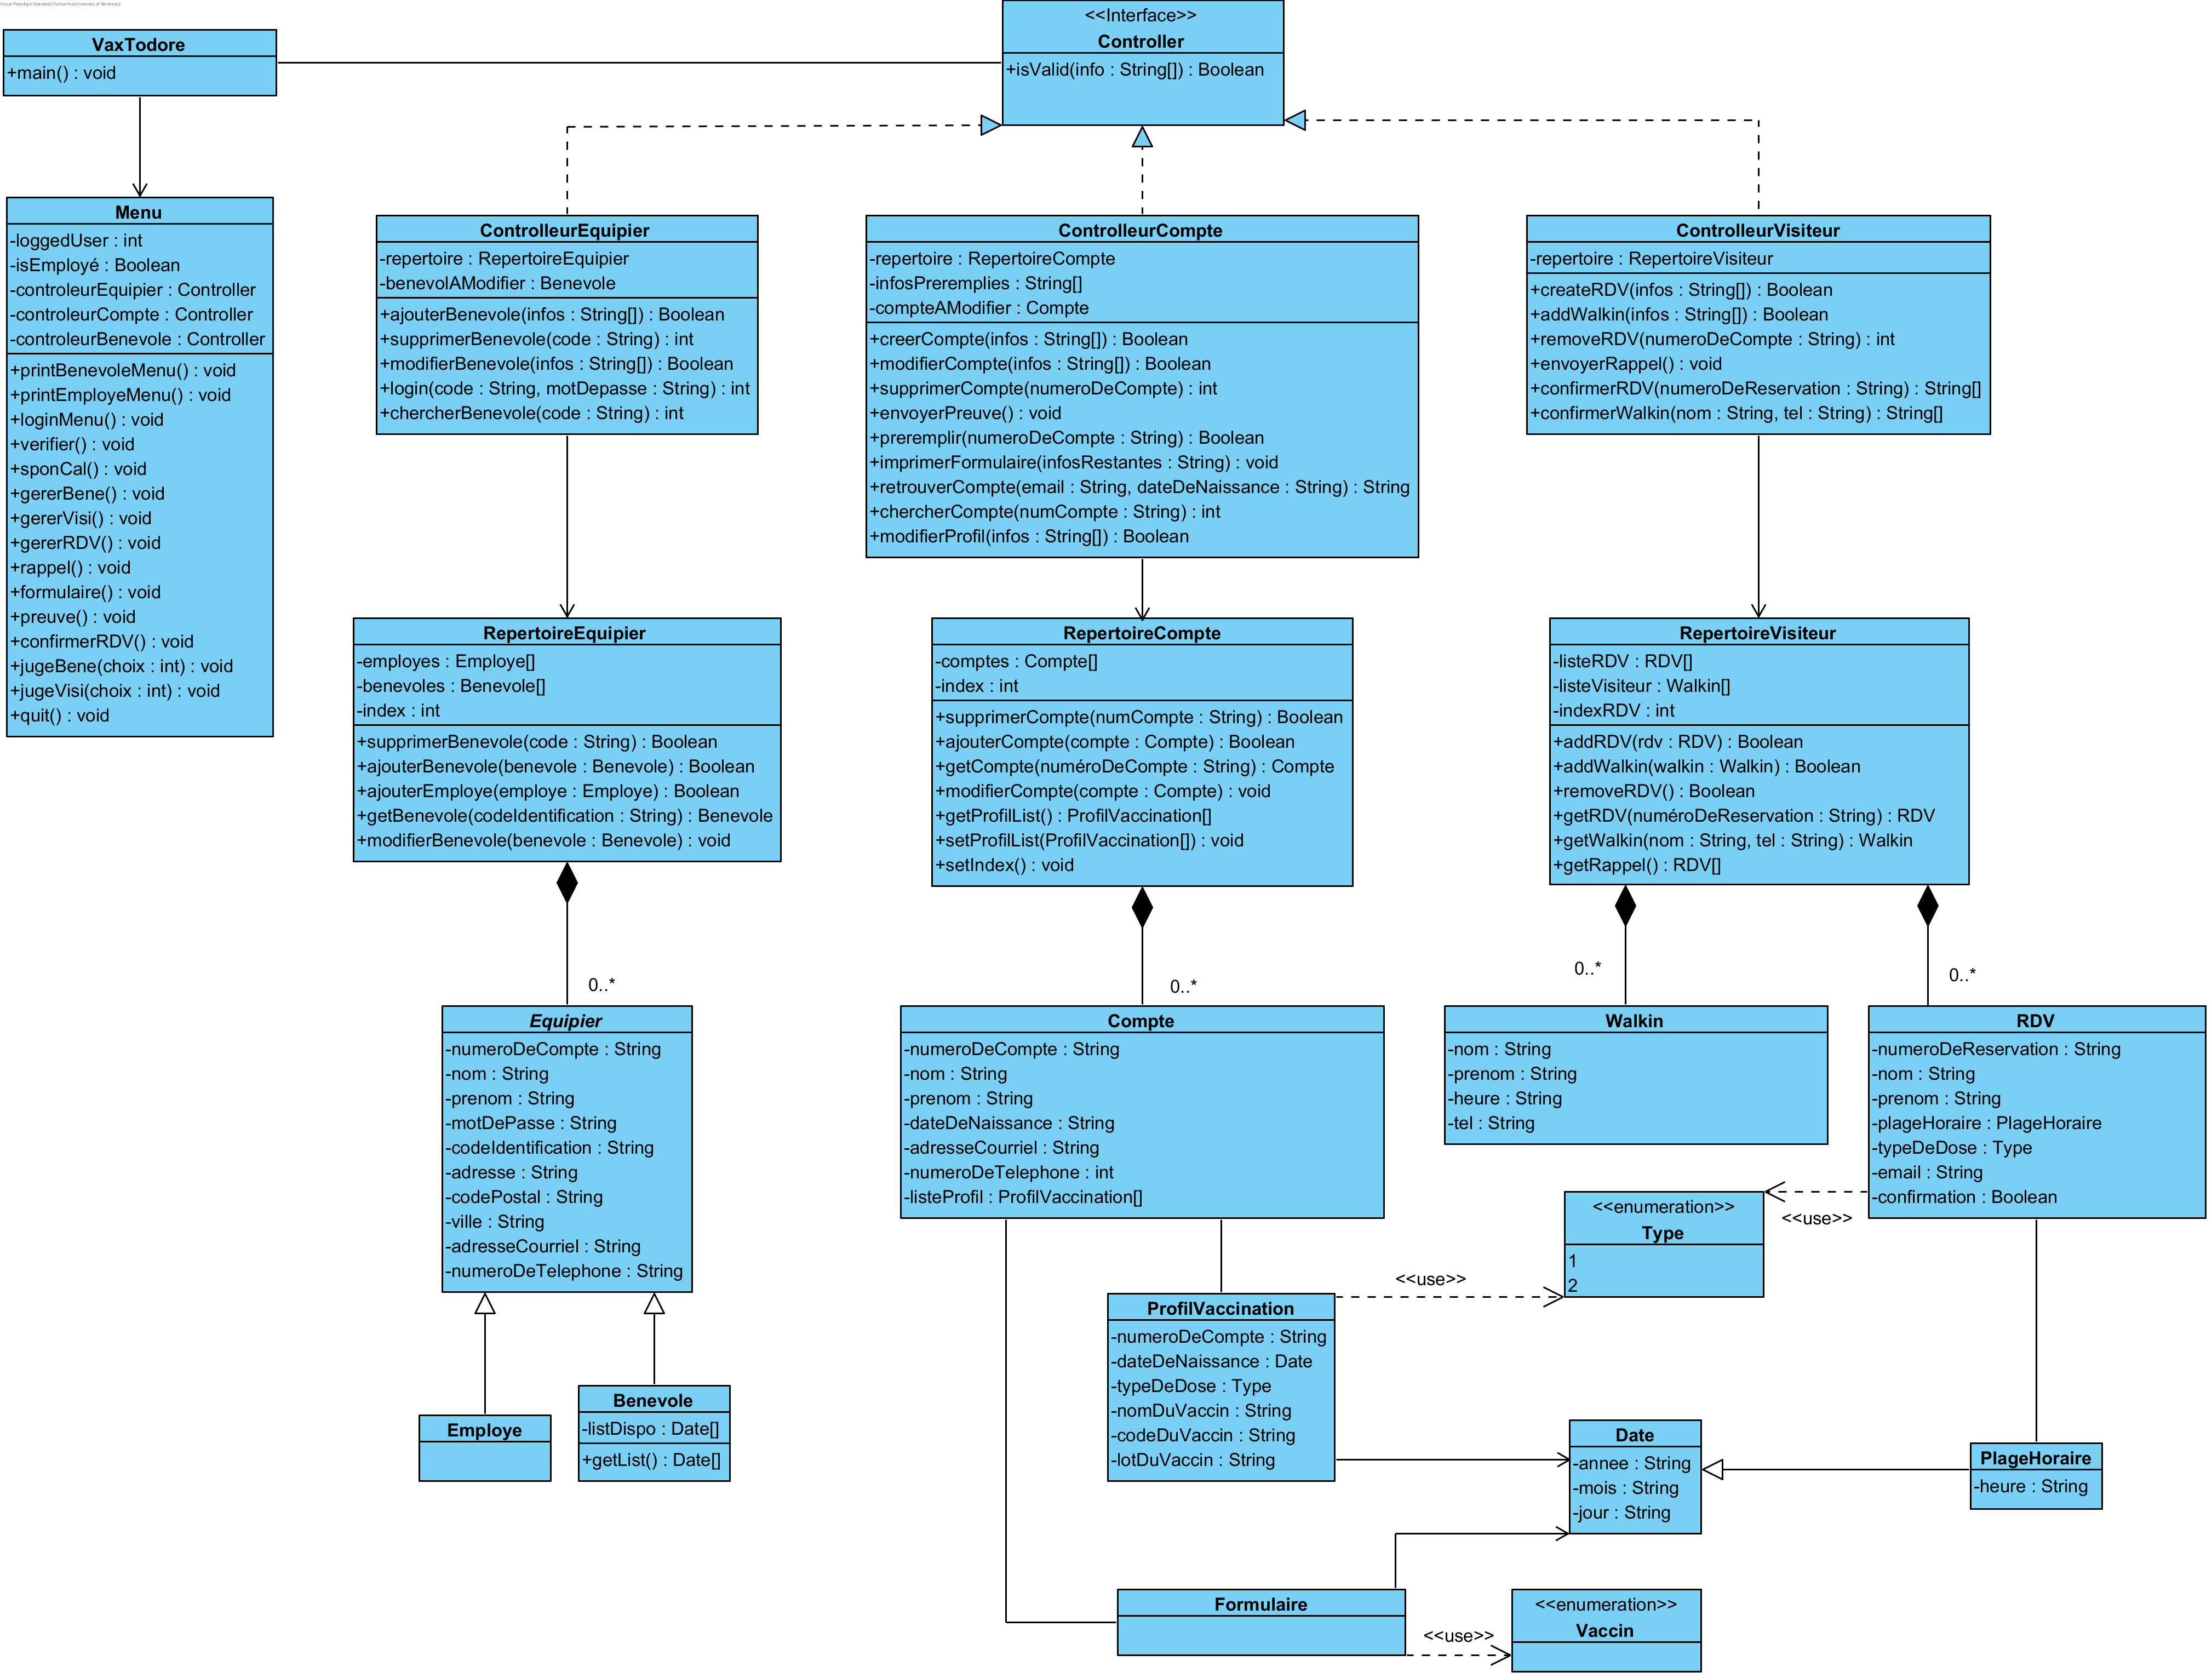 Visual Paradigm Standard(Yuchen Hui(University of Montreal))
VaxTodore
+main() : void
<<Interface>>
Controller
+isValid(info : String[]) : Boolean
Menu
-loggedUser : int
-isEmployé : Boolean
-controleurEquipier : Controller
-controleurCompte : Controller
-controleurBenevole : Controller
+printBenevoleMenu() : void
+printEmployeMenu() : void
+loginMenu() : void
+verifier() : void
+sponCal() : void
+gererBene() : void
+gererVisi() : void
+gererRDV() : void
+rappel() : void
+formulaire() : void
+preuve() : void
+confirmerRDV() : void
+jugeBene(choix : int) : void
+jugeVisi(choix : int) : void
+quit() : void
ControlleurEquipier
-repertoire : RepertoireEquipier
-benevolAModifier : Benevole
+ajouterBenevole(infos : String[]) : Boolean
+supprimerBenevole(code : String) : int
+modifierBenevole(infos : String[]) : Boolean
+login(code : String, motDepasse : String) : int
+chercherBenevole(code : String) : int
ControlleurCompte
-repertoire : RepertoireCompte
-infosPreremplies : String[]
-compteAModifier : Compte
+creerCompte(infos : String[]) : Boolean
+modifierCompte(infos : String[]) : Boolean
+supprimerCompte(numeroDeCompte) : int
+envoyerPreuve() : void
+preremplir(numeroDeCompte : String) : Boolean
+imprimerFormulaire(infosRestantes : String) : void
+retrouverCompte(email : String, dateDeNaissance : String) : String
+chercherCompte(numCompte : String) : int
+modifierProfil(infos : String[]) : Boolean
ControlleurVisiteur
-repertoire : RepertoireVisiteur
+createRDV(infos : String[]) : Boolean
+addWalkin(infos : String[]) : Boolean
+removeRDV(numeroDeCompte : String) : int
+envoyerRappel() : void
+confirmerRDV(numeroDeReservation : String) : String[]
+confirmerWalkin(nom : String, tel : String) : String[]
RepertoireEquipier
-employes : Employe[]
-benevoles : Benevole[]
-index : int
+supprimerBenevole(code : String) : Boolean
+ajouterBenevole(benevole : Benevole) : Boolean
+ajouterEmploye(employe : Employe) : Boolean
+getBenevole(codeIdentification : String) : Benevole
+modifierBenevole(benevole : Benevole) : void
RepertoireCompte
-comptes : Compte[]
-index : int
+supprimerCompte(numCompte : String) : Boolean
+ajouterCompte(compte : Compte) : Boolean
+getCompte(numéroDeCompte : String) : Compte
+modifierCompte(compte : Compte) : void
+getProfilList() : ProfilVaccination[]
+setProfilList(ProfilVaccination[]) : void
+setIndex() : void
RepertoireVisiteur
-listeRDV : RDV[]
-listeVisiteur : Walkin[]
-indexRDV : int
+addRDV(rdv : RDV) : Boolean
+addWalkin(walkin : Walkin) : Boolean
+removeRDV() : Boolean
+getRDV(numéroDeReservation : String) : RDV
+getWalkin(nom : String, tel : String) : Walkin
+getRappel() : RDV[]
0..*
0..*
0..*
0..*
Equipier
-numeroDeCompte : String
-nom : String
-prenom : String
-motDePasse : String
-codeIdentification : String
-adresse : String
-codePostal : String
-ville : String
-adresseCourriel : String
-numeroDeTelephone : String
Compte
-numeroDeCompte : String
-nom : String
-prenom : String
-dateDeNaissance : String
-adresseCourriel : String
-numeroDeTelephone : int
-listeProfil : ProfilVaccination[]
Walkin
-nom : String
-prenom : String
-heure : String
-tel : String
RDV
-numeroDeReservation : String
-nom : String
-prenom : String
-plageHoraire : PlageHoraire
-typeDeDose : Type
-email : String
-confirmation : Boolean
<<enumeration>>
Type
1
2
<<use>>
<<use>>
ProfilVaccination
-numeroDeCompte : String
-dateDeNaissance : Date
-typeDeDose : Type
-nomDuVaccin : String
-codeDuVaccin : String
-lotDuVaccin : String
Employe
Benevole
-listDispo : Date[]
+getList() : Date[]
Date
-annee : String
-mois : String
-jour : String
PlageHoraire
-heure : String
Formulaire
<<use>>
<<enumeration>>
Vaccin